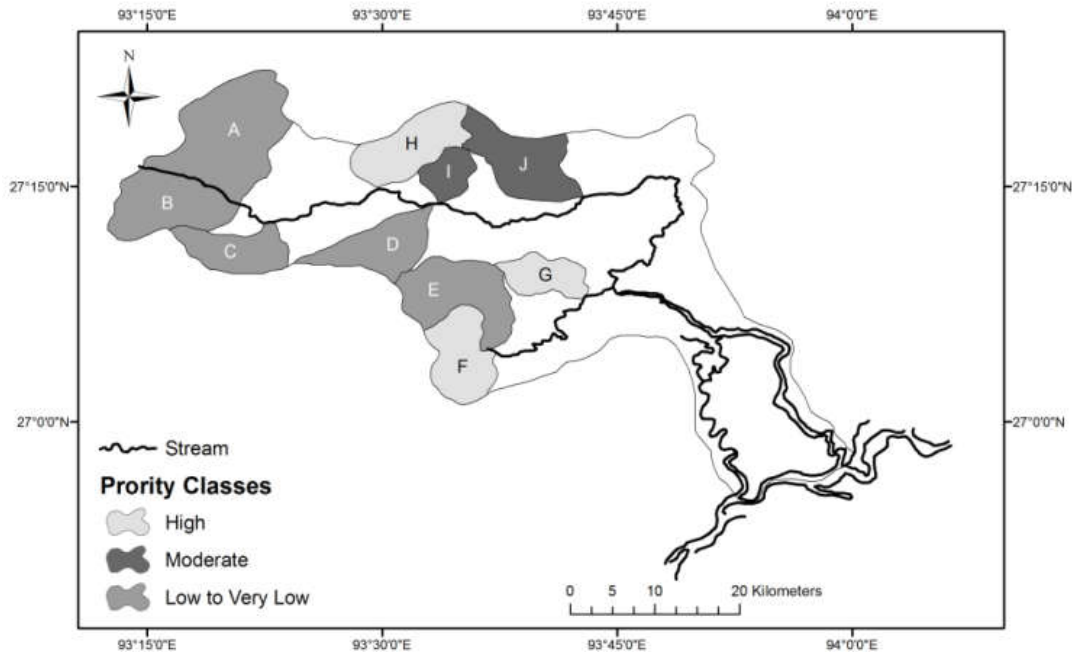 93°15'0"E 93°30'0"E 93°45'0"E 94°0'0"E
N
A
H
I
J
27°15'0"N 27°15'0"N
B
C
D
E
G
F
27°0'0"N 27°0'0"N
Stream
Prority Classes
High
Moderate
Low to Very Low
0 5 10 20 Kilometers
93°15'0"E 93°30'0"E 93°45'0"E 94°0'0"E